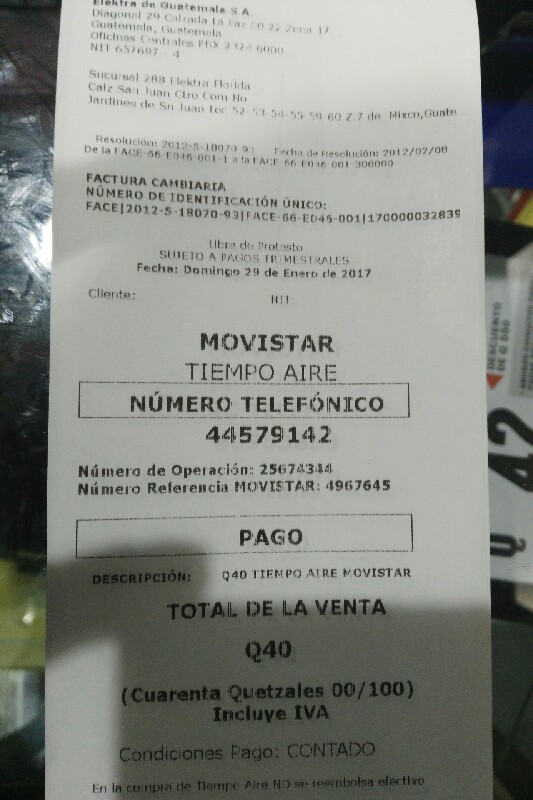 Elektra de Guatemala S.A.
Diagonal 29 Calzada La Paz 00-22 Zona 17
Guatemala, Guatemala
Oficinas Centrales PBX 2324 6000
NIT 657697 - 4
Sucursal 288 Elektra Florida
Calz.San Juan Ctro Com No
Jardines de Sn Juan Loc 52-53-54-55-59-60 Z.7 de Mixco,Guate
Resolución: 2012-5-18070-93 Fecha de Resolución: 2012/02/08
De la FACE-66-E046-001-1 a la FACE-66-E046-001-300000
FACTURA CAMBIARIA
NÚMERO DE IDENTIFICACIÓN ÚNICO:
FACE|2012-5-18070-93|FACE-66-E046-001|170000032839
Libre de Protesto
SUJETO A PAGOS TRIMESTRALES
Fecha: Domingo 29 de Enero de 2017
Cliente: NIT:
MOVISTAR
TIEMPO AIRE
NÚMERO TELEFÓNICO
44579142
Número de Operación: 25674344
Número Referencia MOVISTAR: 4967645
PAGO
DESCRIPCIÓN: Q40 TIEMPO AIRE MOVISTAR
TOTAL DE LA VENTA
Q40
(Cuarenta Quetzales 00/100)
Incluye IVA
Condiciones Pago: CONTADO
En la compra de Tiempo Aire NO se reembolsa efectivo
DESCUENTO
Q 42